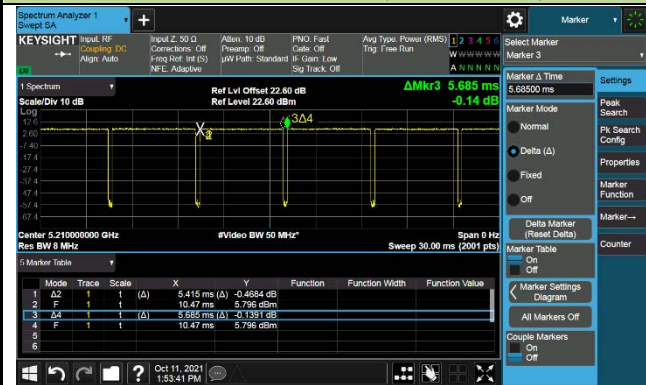 Spectrum Analyzer 1
Swept SA
+
Marker
KEYSIGHT Input: RF Input Z: 50 Ω Atten: 10 dB PNO: Fast Avg Type: Power (RMS) 1 2 3 4 5 6
Coupling: DC Corrections: Off Preamp: Off Gate: Off Trig: Free Run W W W W W W
Align: Auto Freq Ref: Int (S) µW Path: Standard IF Gain: Low
NFE: Adaptive Sig Track: Off A N N N N N
Select Marker
Marker 3
1 Spectrum
Scale/Div 10 dB
Ref Lvl Offset 22.60 dB
Ref Level 22.60 dBm
ΔMkr3 5.685 ms
-0.14 dB
Log
12.6
2.60
-7.40
-17.4
-27.4
-37.4
-47.4
-57.4
-67.4
X
3Δ4
Center 5.210000000 GHz #Video BW 50 MHz* Span 0 Hz
Res BW 8 MHz Sweep 30.00 ms (2001 pts)
5 Marker Table
Mode Trace Scale X Y Function Function Width Function Value
1 Δ2 1 t (Δ) 5.415 ms (Δ) -0.4684 dB
2 F 1 t 10.47 ms 5.796 dBm
3 Δ4 1 t (Δ) 5.685 ms (Δ) -0.1391 dB
4 F 1 t 10.47 ms 5.796 dBm
5
6
Marker Δ Time
5.68500 ms
Marker Mode
Normal
Delta (Δ)
Fixed
Off
Delta Marker
(Reset Delta)
Marker Table
On
Off
Marker Settings
Diagram
All Markers Off
Couple Markers
On
Off
Settings
Peak
Search
Pk Search
Config
Properties
Marker
Function
Marker→
Counter
?
Oct 11, 2021
1:53:41 PM